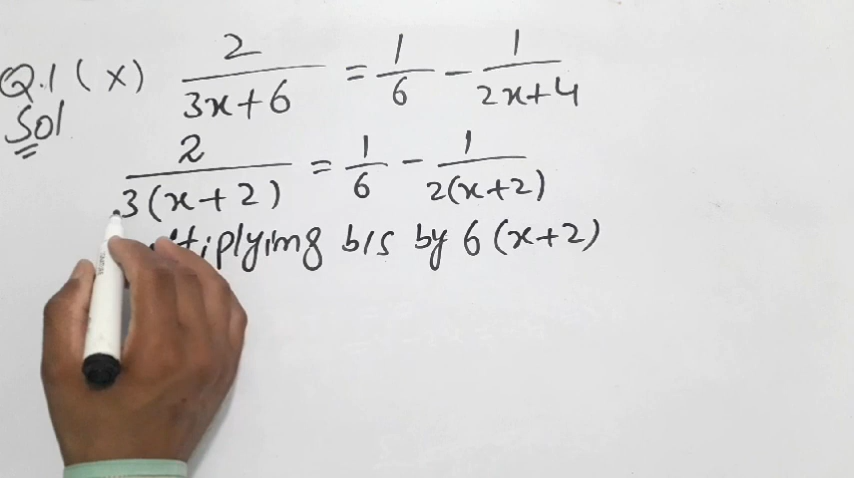 Q.1 (x) 2/(3x+6) = 1/6 - 1/(2x+4)
Sol
2/(3(x+2)) = 1/6 - 1/(2(x+2))
b/s by 6(x+2)